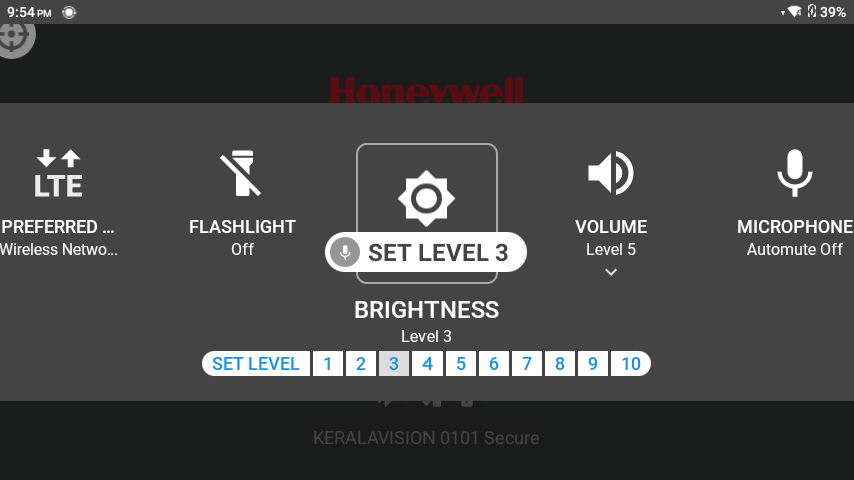 9:54 PM
39%
Honeywell
LTE
PREFERRED ...
Wireless Netwo...
FLASHLIGHT
Off
SET LEVEL 3
VOLUME
Level 5
MICROPHONE
Automute Off
BRIGHTNESS
Level 3
SET LEVEL 1 2 3 4 5 6 7 8 9 10
KERALAVISION 0101 Secure